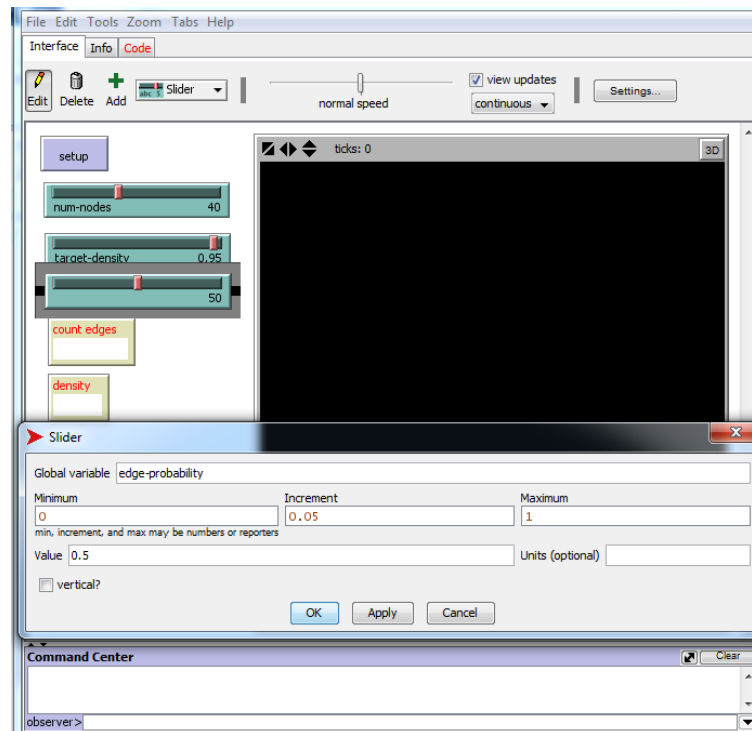 File Edit Tools Zoom Tabs Help
Interface Info Code
Edit Delete Add abc 5 Slider normal speed view updates continuous Settings...
setup
ticks: 0 3D
num-nodes 40
target-density 0.95
50
count edges
density
Slider
Global variable edge-probability
Minimum Increment Maximum
0 0.05 1
min, increment, and max may be numbers or reporters
Value 0.5 Units (optional)
vertical?
OK Apply Cancel
Command Center Clear
observer>